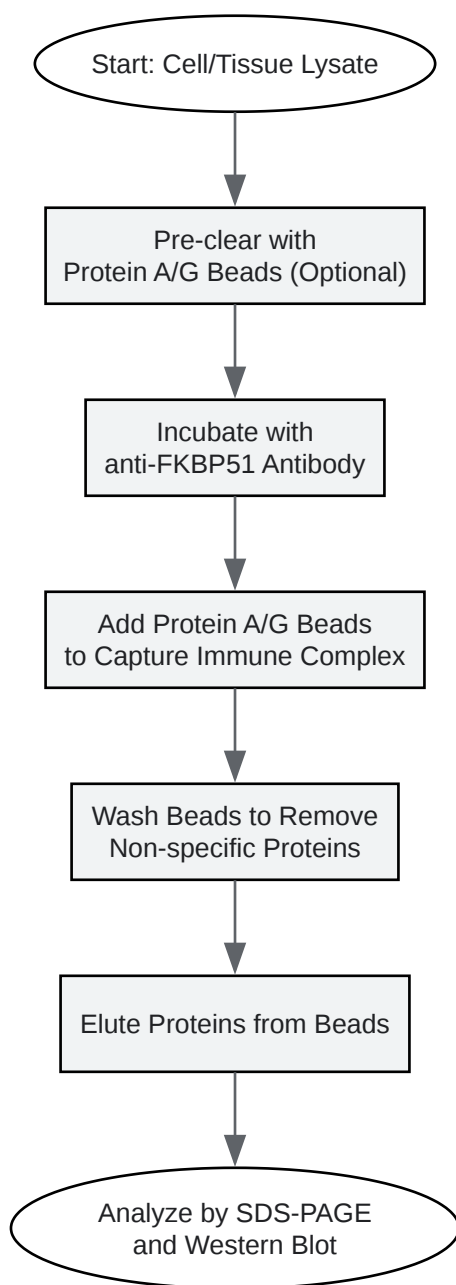 Start: Cell/Tissue Lysate
Pre-clear with
Protein A/G Beads (Optional)
Incubate with
anti-FKBP51 Antibody
Add Protein A/G Beads
to Capture Immune Complex
Wash Beads to Remove
Non-specific Proteins
Elute Proteins from Beads
Analyze by SDS-PAGE
and Western Blot